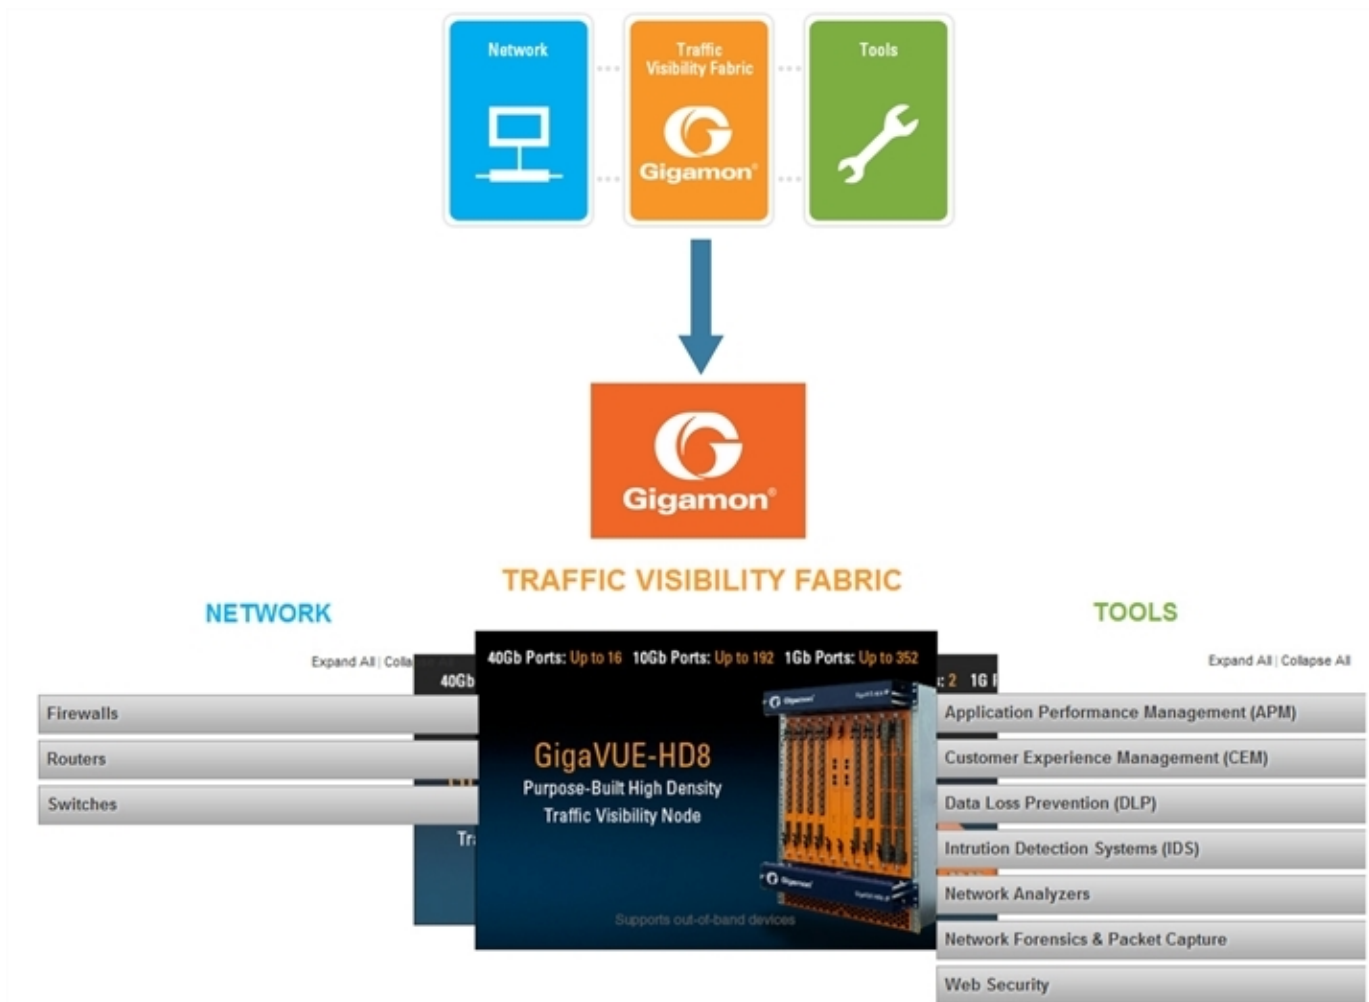 Network
Traffic
Visibility Fabric
Gigamon®
Tools
Gigamon®
TRAFFIC VISIBILITY FABRIC
NETWORK
TOOLS
Expand All | Collapse All
Firewalls
Routers
Switches
40Gb Ports: Up to 16 10Gb Ports: Up to 192 1Gb Ports: Up to 352
GigaVUE-HD8
Purpose-Built High Density
Traffic Visibility Node
Gigamon
Gigamon
Supports out-of-band devices
40Gb
: 2 1G
Expand All | Collapse All
Application Performance Management (APM)
Customer Experience Management (CEM)
Data Loss Prevention (DLP)
Intrution Detection Systems (IDS)
Network Analyzers
Network Forensics & Packet Capture
Web Security